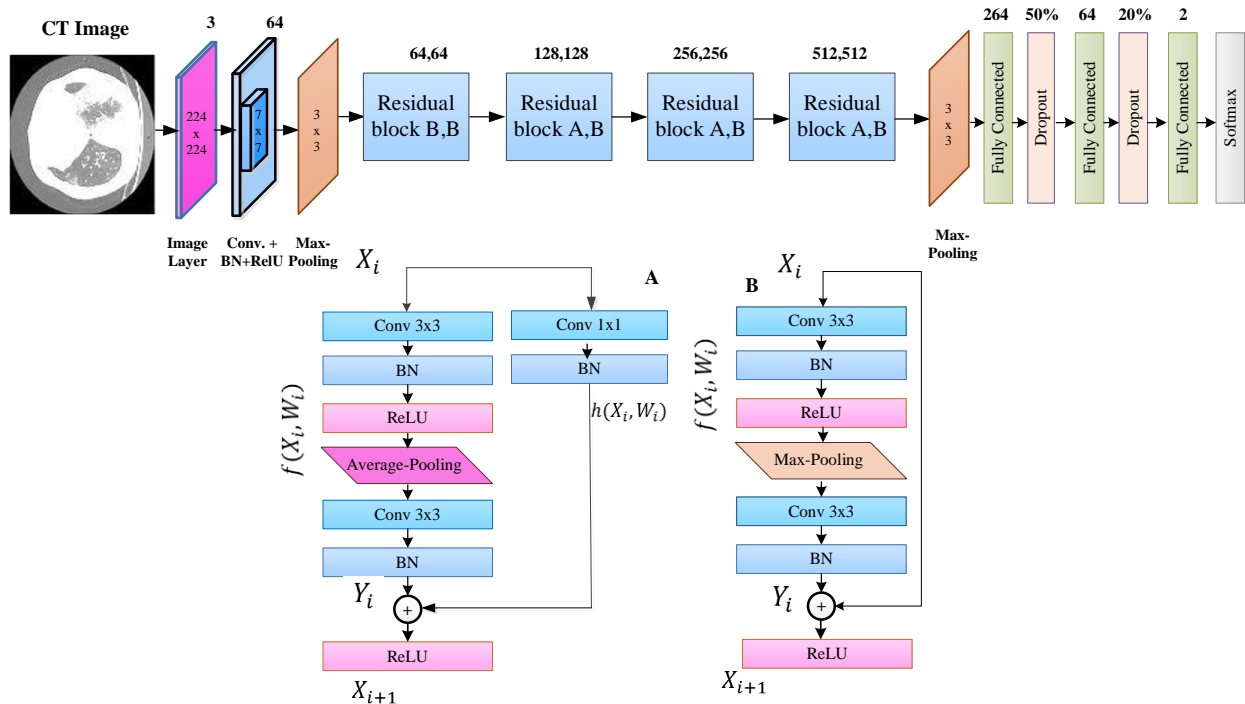 CT Image
3
64
64,64
128,128
256,256
512,512
264
50%
64
20%
2
224
x
224
7
x
7
3
x
3
Residual
block B,B
Residual
block A,B
Residual
block A,B
Residual
block A,B
3
x
3
Fully Connected
Dropout
Fully Connected
Dropout
Fully Connected
Softmax
Image
Layer
Conv. +
BN+RelU
Max-
Pooling
Max-
Pooling
X_i
A
Conv 3x3
Conv 1x1
BN
BN
ReLU
h(X_i, W_i)
f(X_i, W_i)
Average-Pooling
Conv 3x3
BN
Y_i
+
ReLU
X_{i+1}
X_i
B
Conv 3x3
BN
f(X_i, W_i)
ReLU
Max-Pooling
Conv 3x3
BN
Y_i
+
ReLU
X_{i+1}